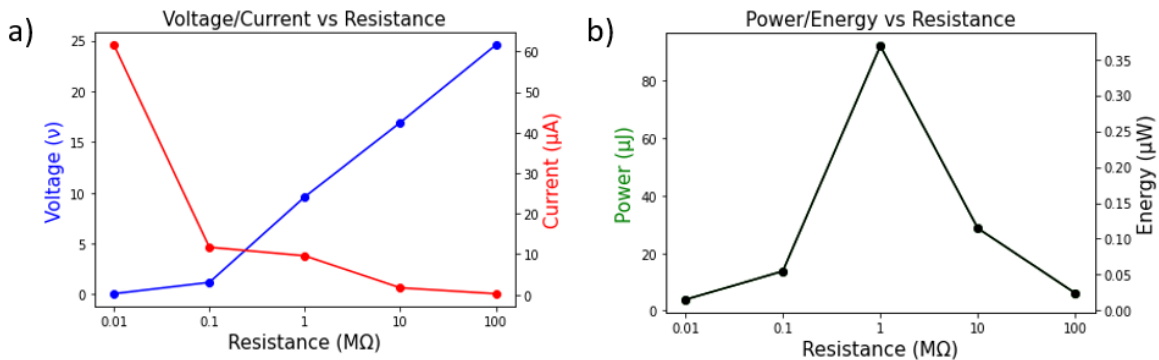 a)
Voltage/Current vs Resistance
Voltage (ν)
25
20
15
10
5
0
60
50
40
30
20
10
0
Current (μA)
0.01 0.1 1 10 100
Resistance (MΩ)
b)
Power/Energy vs Resistance
Power (μJ)
80
60
40
20
0
0.35
0.30
0.25
0.20
0.15
0.10
0.05
0.00
Energy (μW)
0.01 0.1 1 10 100
Resistance (MΩ)